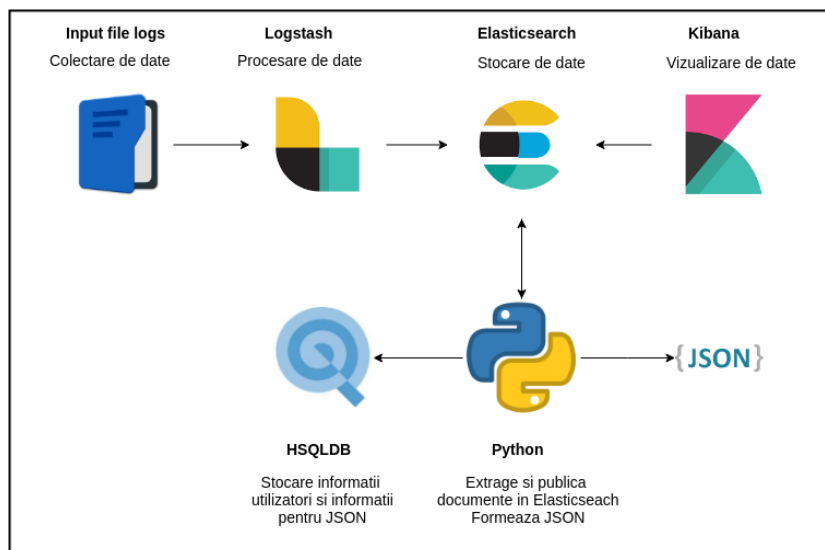 Input file logs
Colectare de date
Logstash
Procesare de date
Elasticsearch
Stocare de date
Kibana
Vizualizare de date
{JSON}
HSQLDB
Stocare informatii
utilizatori si informatii
pentru JSON
Python
Extrage si publica
documente in Elasticseach
Formeaza JSON